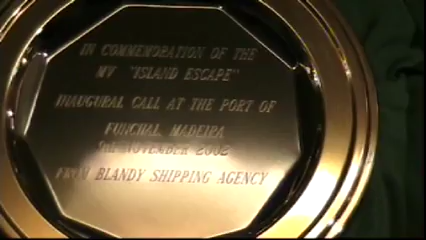 IN COMMEMORATION OF THE
MV "ISLAND ESCAPE"
INAUGURAL CALL AT THE PORT OF
FUNCHAL, MADEIRA
NOVEMBER 2002
FROM BLANDY SHIPPING AGENCY